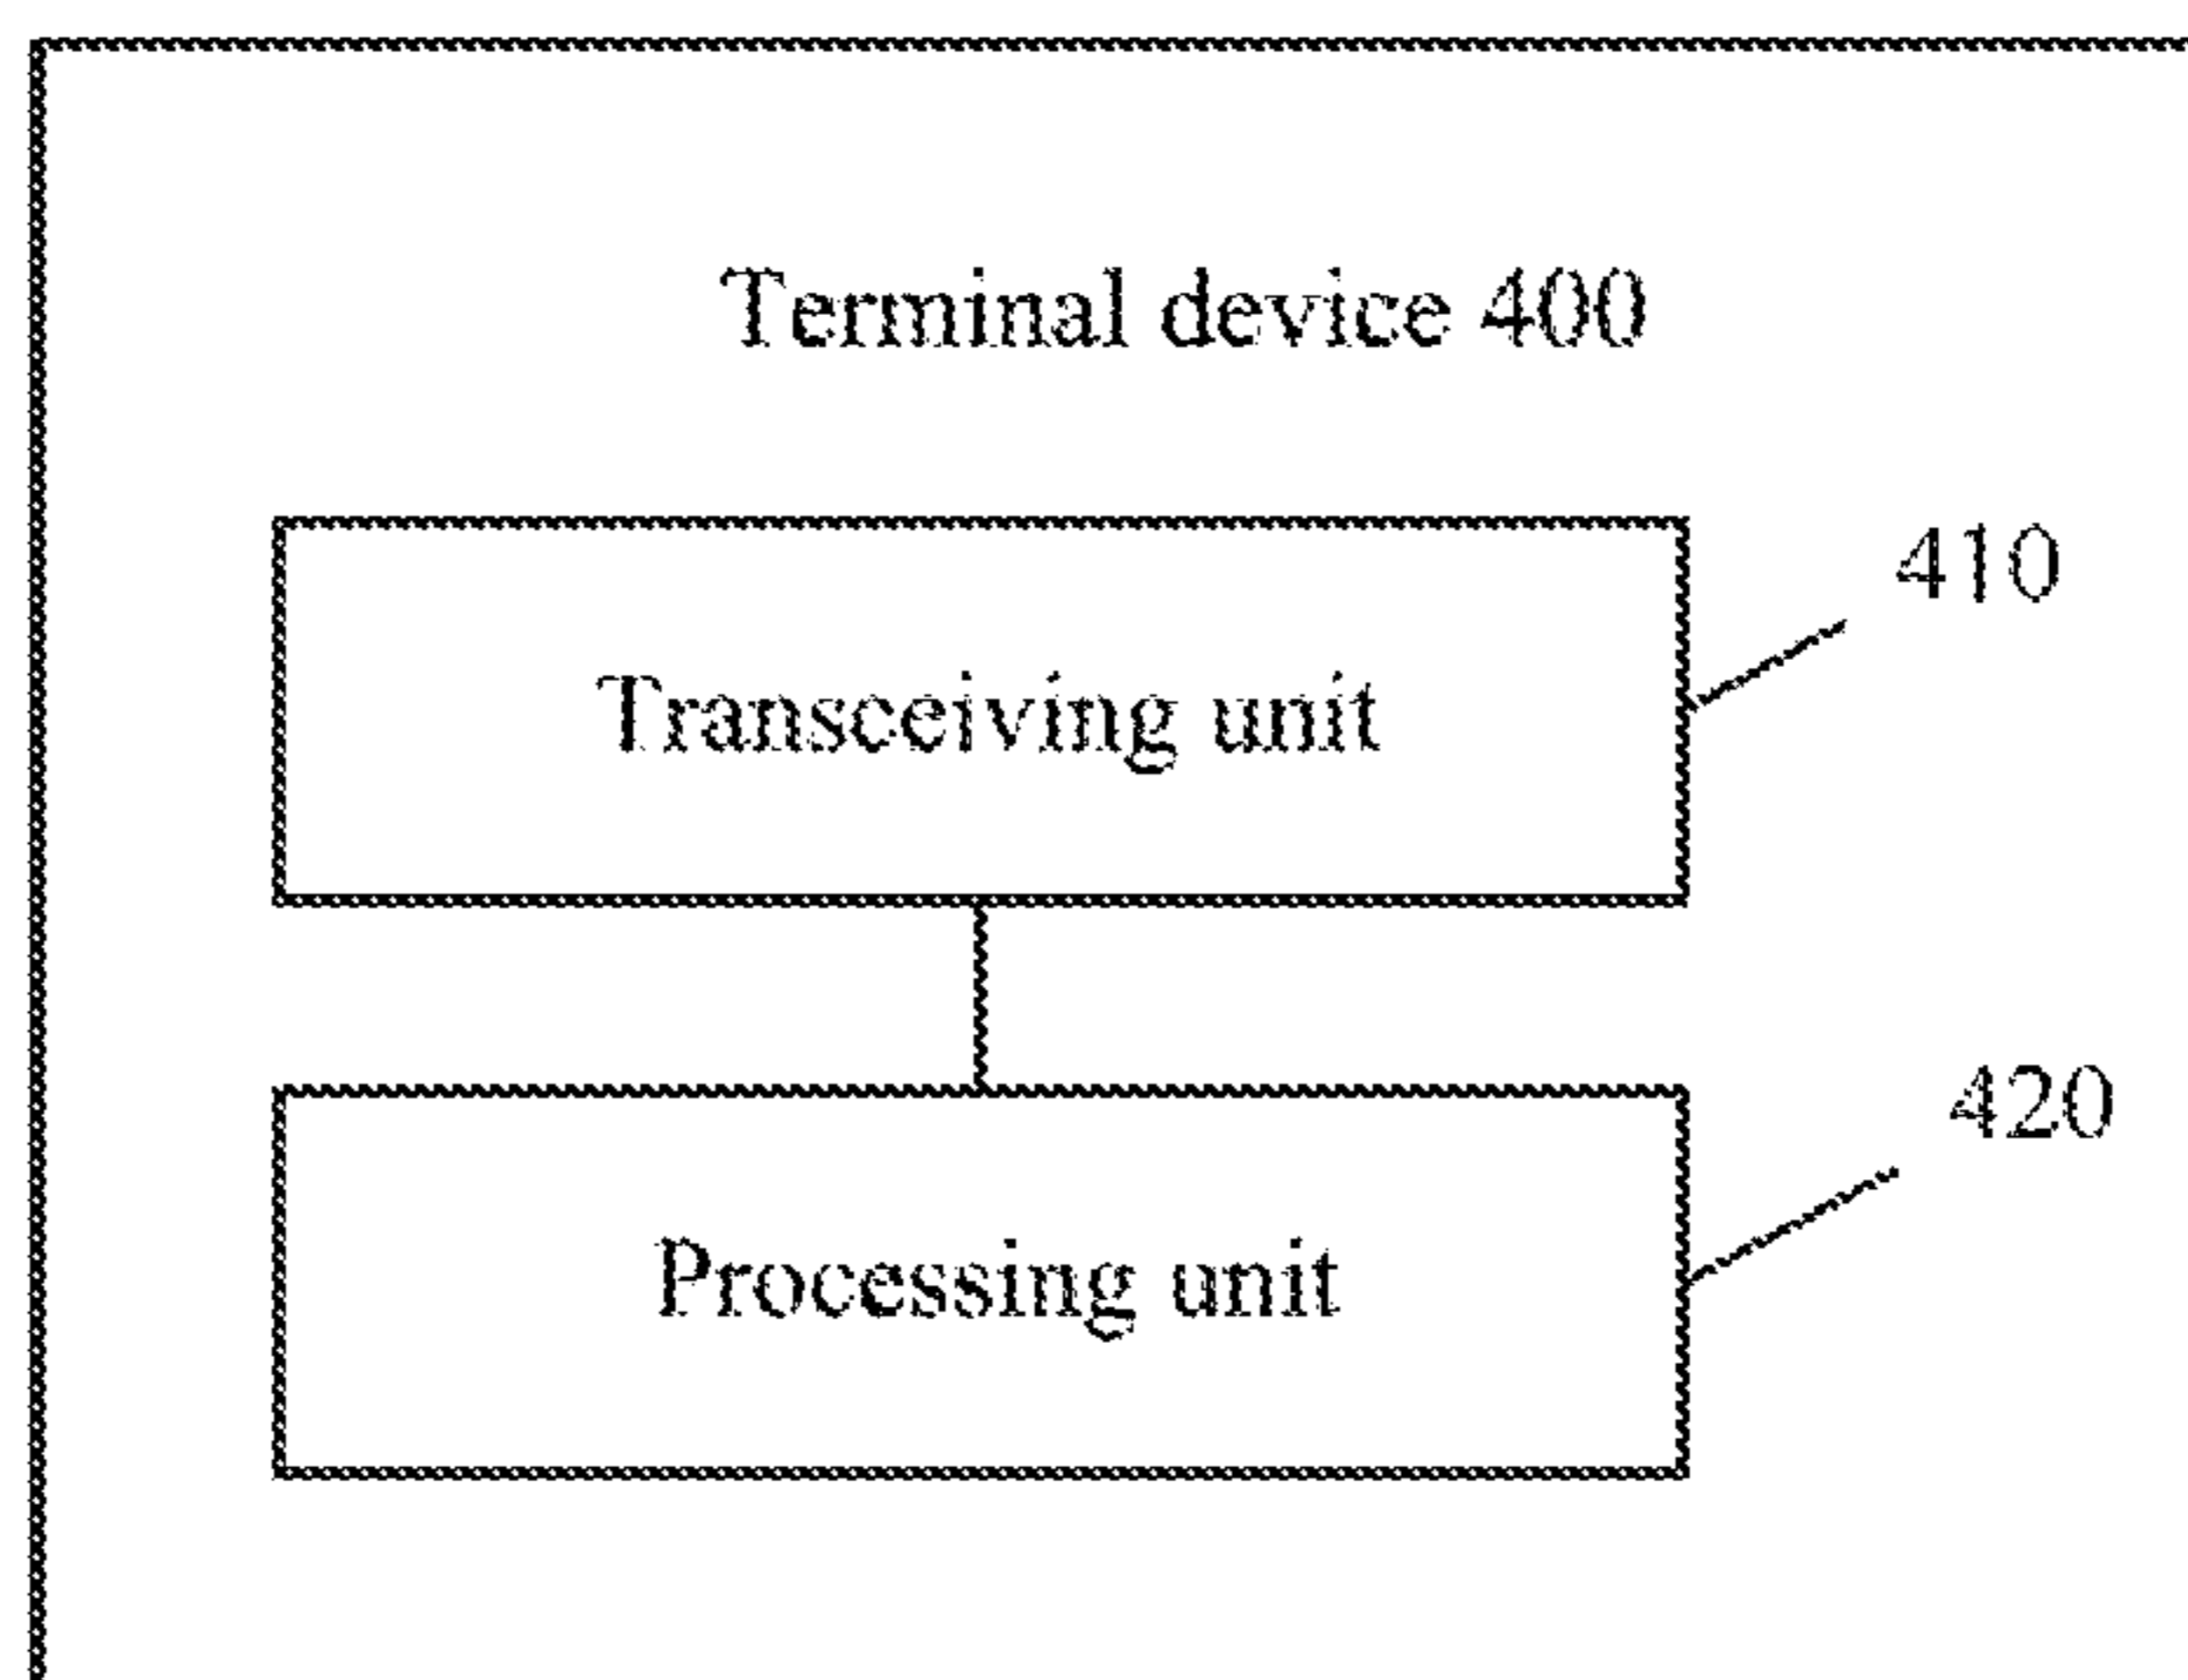 Terminal device 400
410
Transceiving unit
420
Processing unit